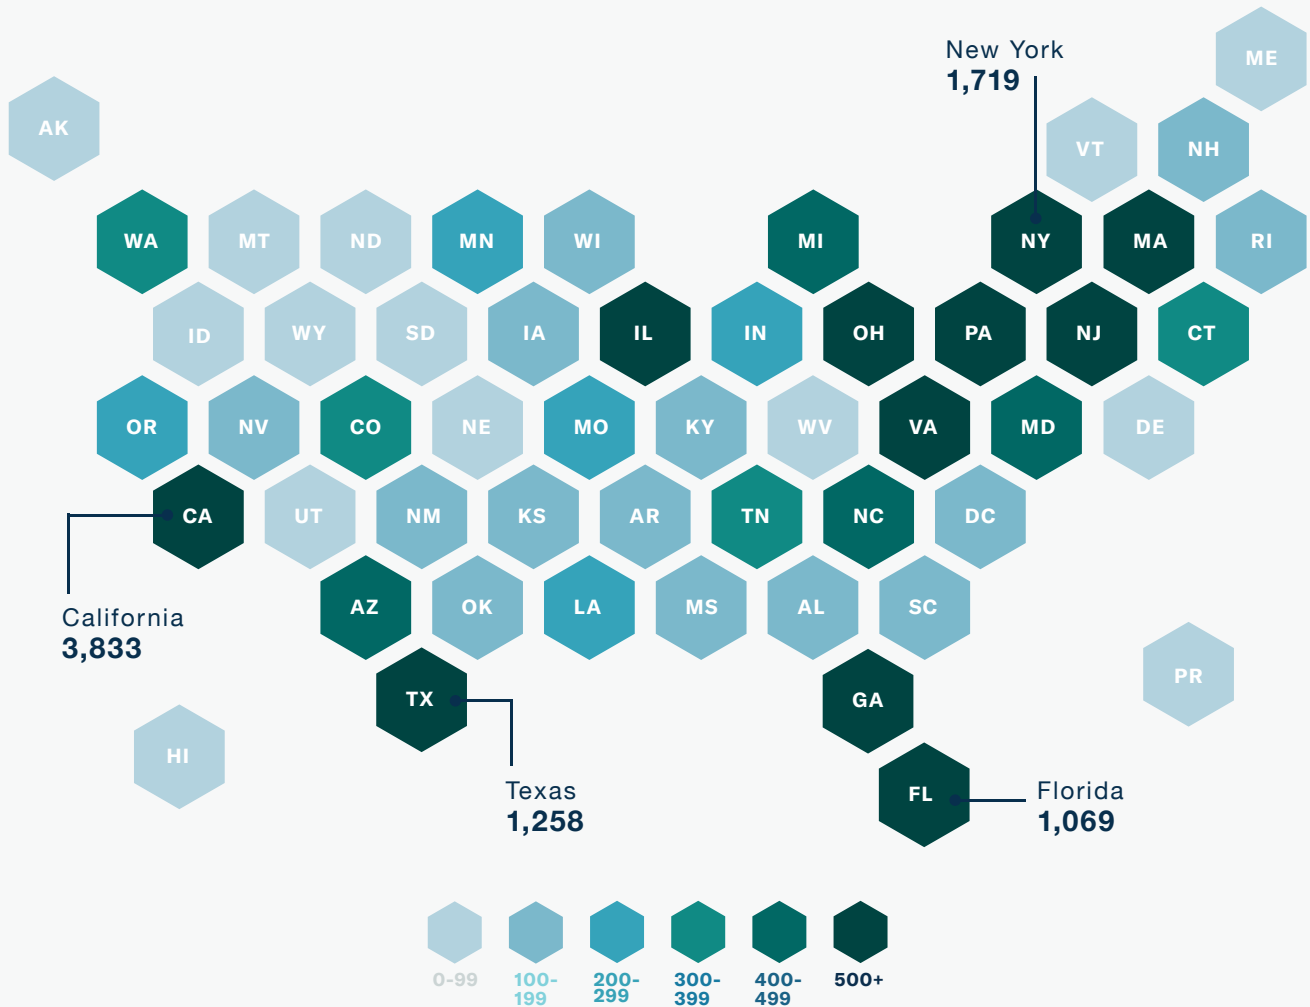 New York
1,719
ME
AK
VT
NH
WA
MT
ND
MN
WI
MI
NY
MA
RI
ID
WY
SD
IA
IL
IN
OH
PA
NJ
CT
OR
NV
CO
NE
MO
KY
WV
VA
MD
DE
CA
UT
NM
KS
AR
TN
NC
DC
AZ
OK
LA
MS
AL
SC
California
3,833
PR
TX
GA
HI
Texas
1,258
FL
Florida
1,069
0-99
100-
199
200-
299
300-
399
400-
499
500+